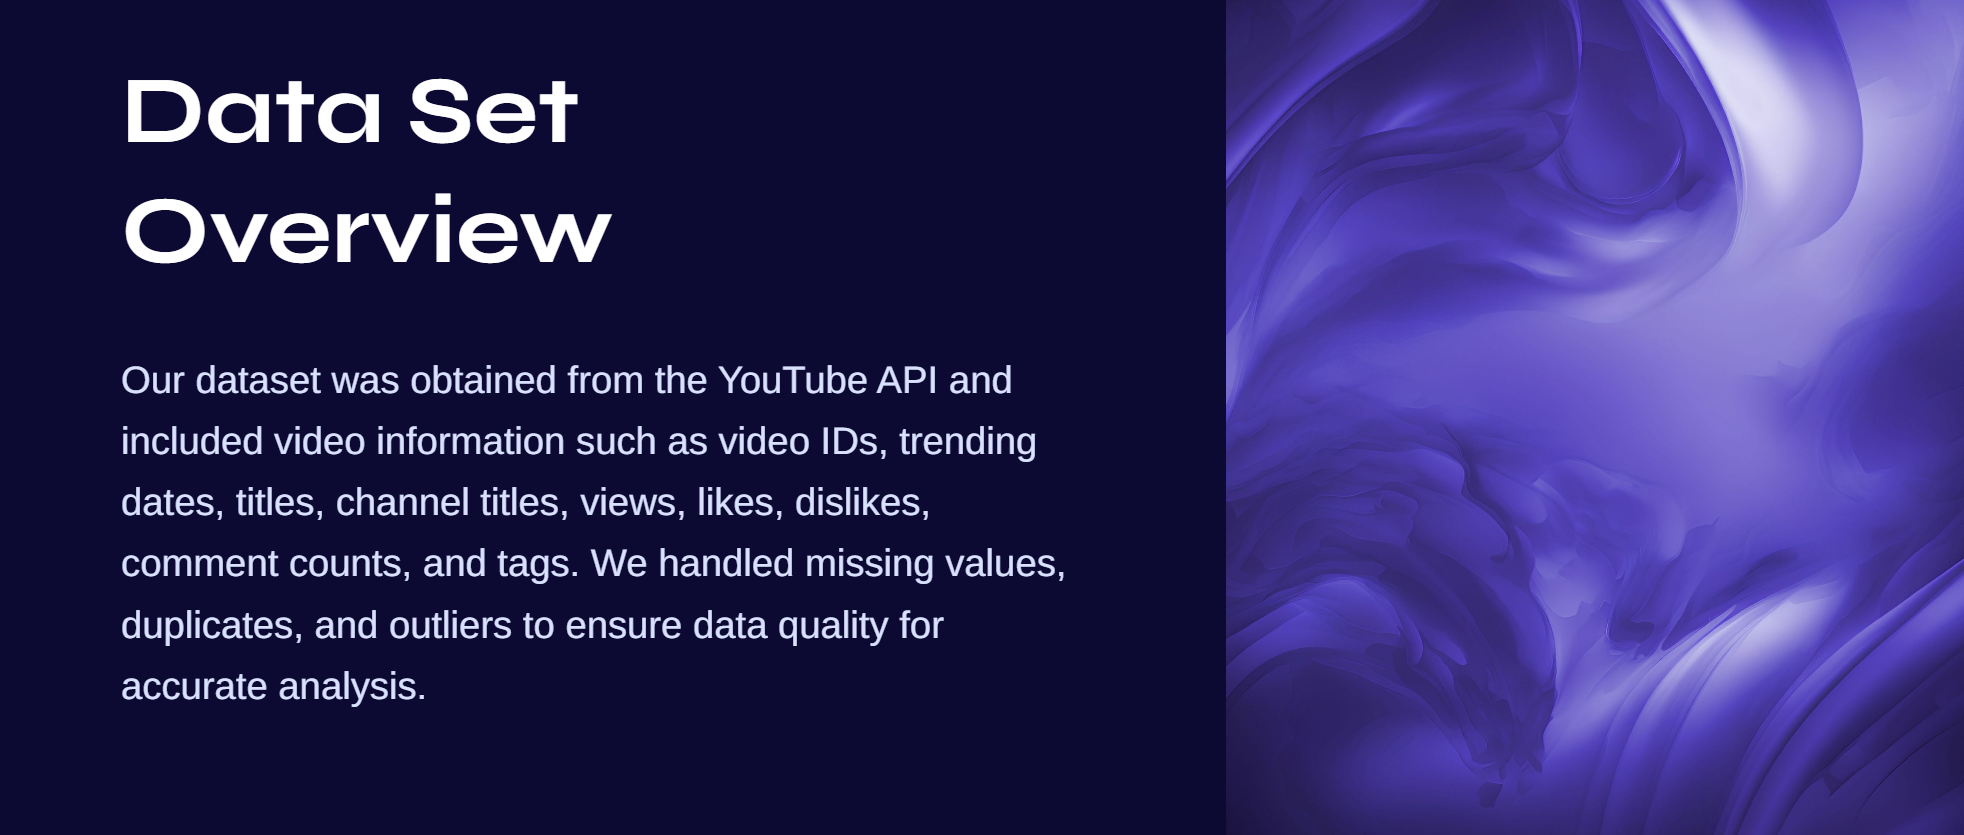 Data Set
Overview
Our dataset was obtained from the YouTube API and
included video information such as video IDs, trending
dates, titles, channel titles, views, likes, dislikes,
comment counts, and tags. We handled missing values,
duplicates, and outliers to ensure data quality for
accurate analysis.